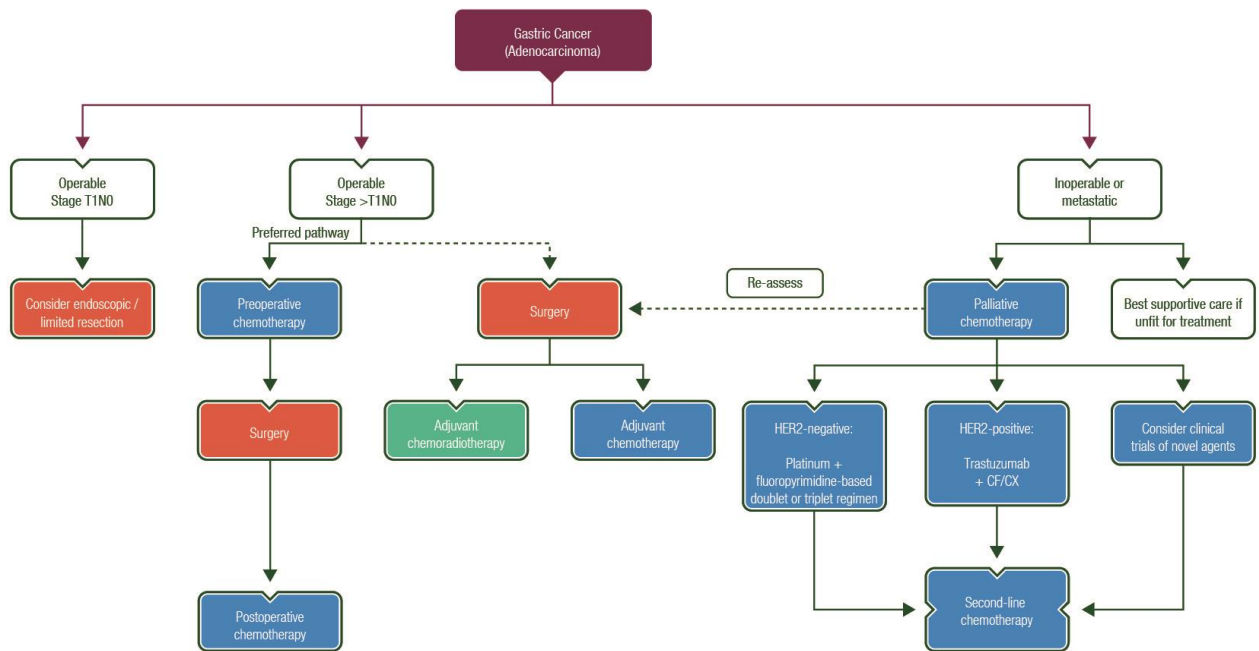 Gastric Cancer
(Adenocarcinoma)
Operable
Stage T1N0
Operable
Stage >T1N0
Inoperable or
metastatic
Preferred pathway
Consider endoscopic /
limited resection
Preoperative
chemotherapy
Surgery
Re-assess
Palliative
chemotherapy
Best supportive care if
unfit for treatment
Surgery
Adjuvant
chemoradiotherapy
Adjuvant
chemotherapy
HER2-negative:
Platinum +
fluoropyrimidine-based
doublet or triplet regimen
HER2-positive:
Trastuzumab
+ CF/CX
Consider clinical
trials of novel agents
Postoperative
chemotherapy
Second-line
chemotherapy